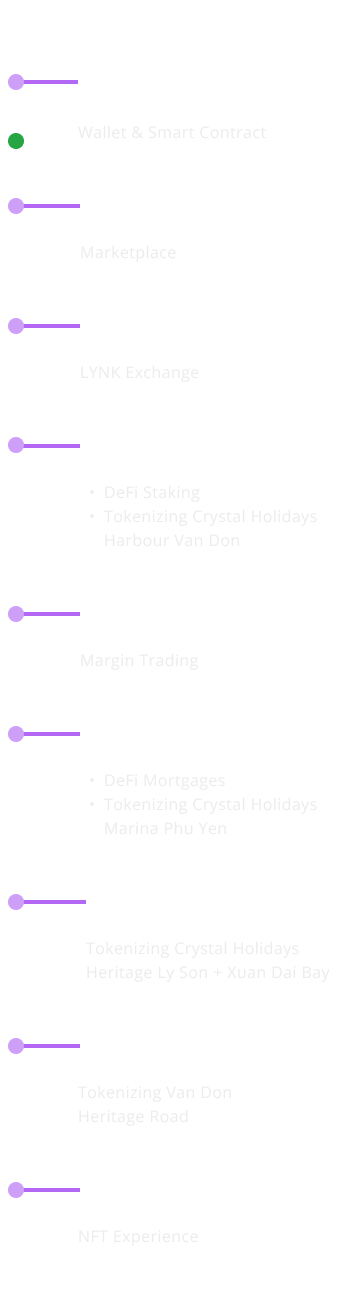 Wallet & Smart Contract
Marketplace
LYNK Exchange
• DeFi Staking
• Tokenizing Crystal Holidays
Harbour Van Don
Margin Trading
• DeFi Mortgages
• Tokenizing Crystal Holidays
Marina Phu Yen
Tokenizing Crystal Holidays
Heritage Ly Son + Xuan Dai Bay
Tokenizing Van Don
Heritage Road
NFT Experience